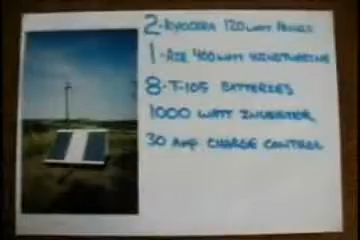 2-KYOCERA 120 WATT PANELS
1-AIR 400 WATT WINDTURBINE
8-T-105 BATTERIES
1000 WATT INVERTER,
30 AMP CHARGE CONTROL